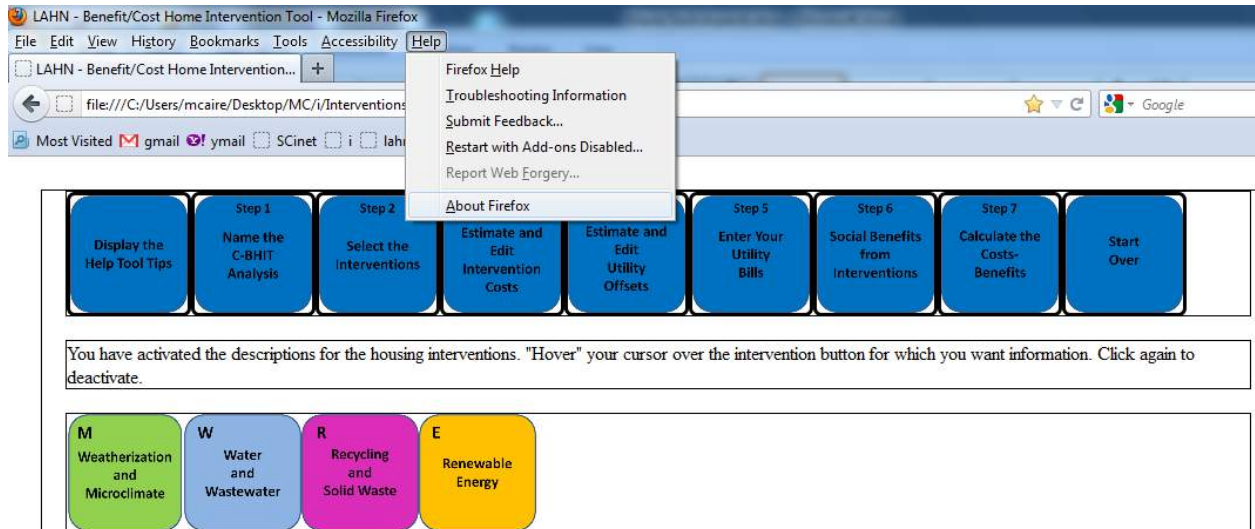 LAHN - Benefit/Cost Home Intervention Tool - Mozilla Firefox
File Edit View History Bookmarks Tools Accessibility Help
LAHN - Benefit/Cost Home Intervention... +
file:///C:/Users/mcaire/Desktop/MC/i/Interventions
Google
Most Visited gmail ymail SCinet i
Firefox Help
Troubleshooting Information
Submit Feedback...
Restart with Add-ons Disabled...
Report Web Forgery...
About Firefox
Display the
Help Tool Tips
Step 1
Name the
C-BHIT
Analysis
Step 2
Select the
Interventions
Estimate and
Edit
Intervention
Costs
Estimate and
Edit
Utility
Offsets
Step 5
Enter Your
Utility
Bills
Step 6
Social Benefits
from
Interventions
Step 7
Calculate the
Costs-
Benefits
Start
Over
You have activated the descriptions for the housing interventions. "Hover" your cursor over the intervention button for which you want information. Click again to
deactivate.
M
Weatherization
and
Microclimate
W
Water
and
Wastewater
R
Recycling
and
Solid Waste
E
Renewable
Energy